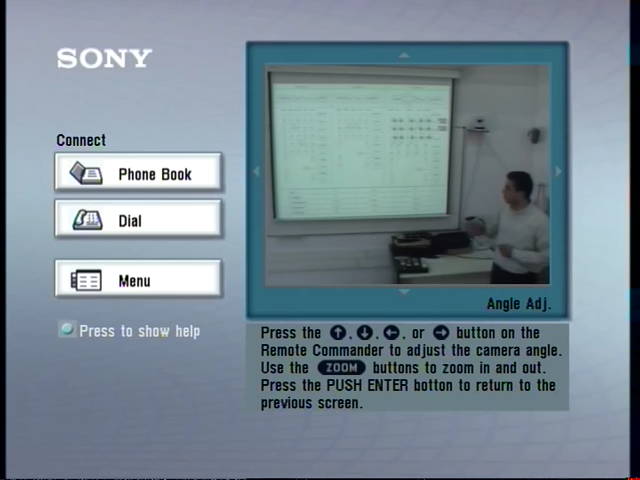 SONY
Connect
Phone Book
Dial
Menu
Press to show help
Angle Adj.
Press the ↑, ↓, ←, or → button on the
Remote Commander to adjust the camera angle.
Use the ZOOM buttons to zoom in and out.
Press the PUSH ENTER botton to return to the
previous screen.